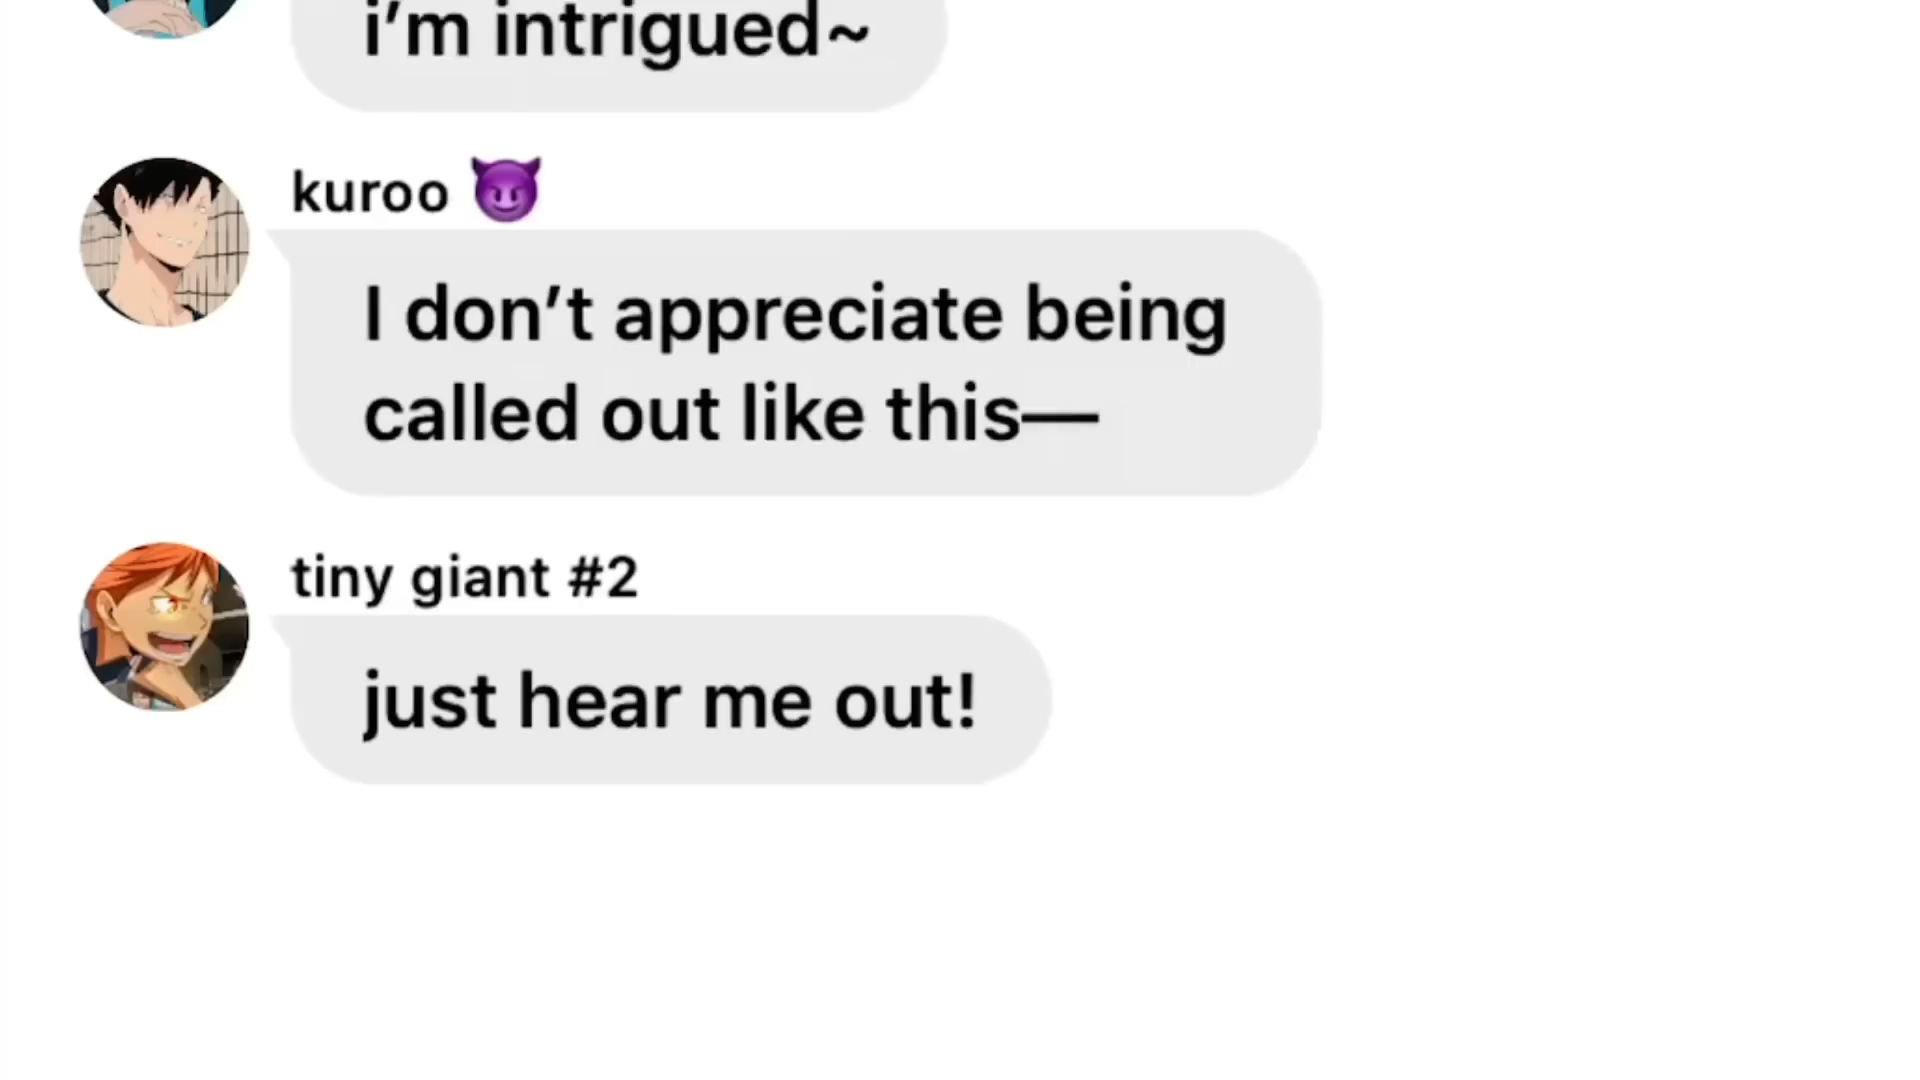 i’m intrigued~
kuroo 😈
I don’t appreciate being
called out like this—
tiny giant #2
just hear me out!